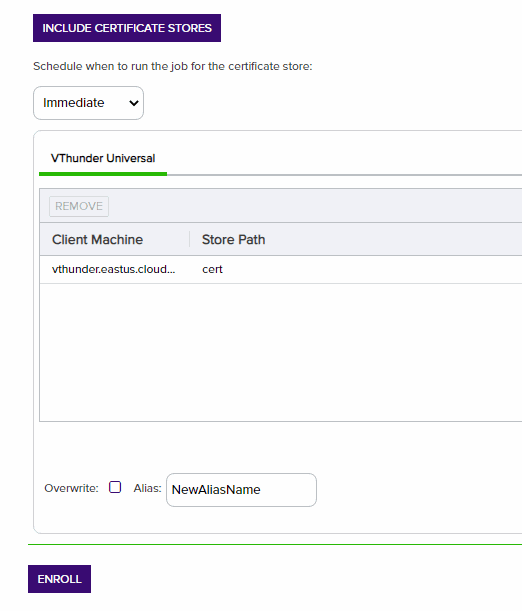 INCLUDE CERTIFICATE STORES
Schedule when to run the job for the certificate store:
Immediate
VThunder Universal
REMOVE
Client Machine Store Path
vthunder.eastus.cloud... cert
Overwrite: Alias: NewAliasName
ENROLL